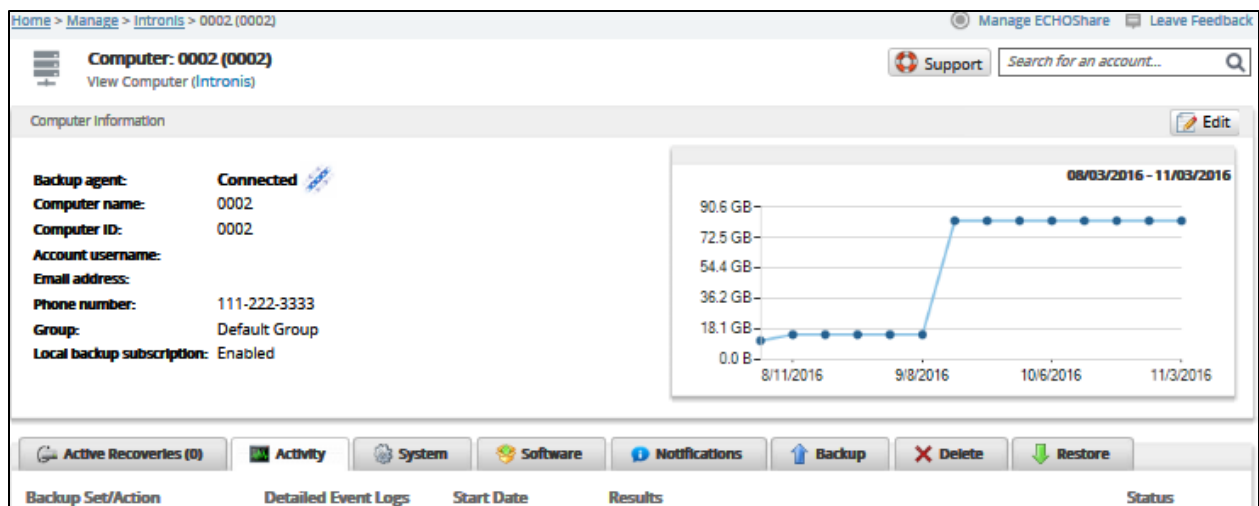 Home > Manage > Intronis > 0002 (0002)
Manage ECHOShare
Leave Feedback
Computer: 0002 (0002)
View Computer (Intronis)
Support
Search for an account...
Computer Information
Edit
Backup agent: Connected
Computer name: 0002
Computer ID: 0002
Account username:
Email address:
Phone number: 111-222-3333
Group: Default Group
Local backup subscription: Enabled
08/03/2016 - 11/03/2016
90.6 GB
72.5 GB
54.4 GB
36.2 GB
18.1 GB
0.0 B
8/11/2016 9/8/2016 10/6/2016 11/3/2016
Active Recoveries (0) Activity System Software Notifications Backup Delete Restore
Backup Set/Action Detailed Event Logs Start Date Results Status